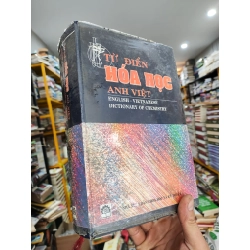 TỪ ĐIỂN
HÓA HỌC
ANH VIỆT
ENGLISH - VIETNAMESE
DICTIONARY OF CHEMISTRY